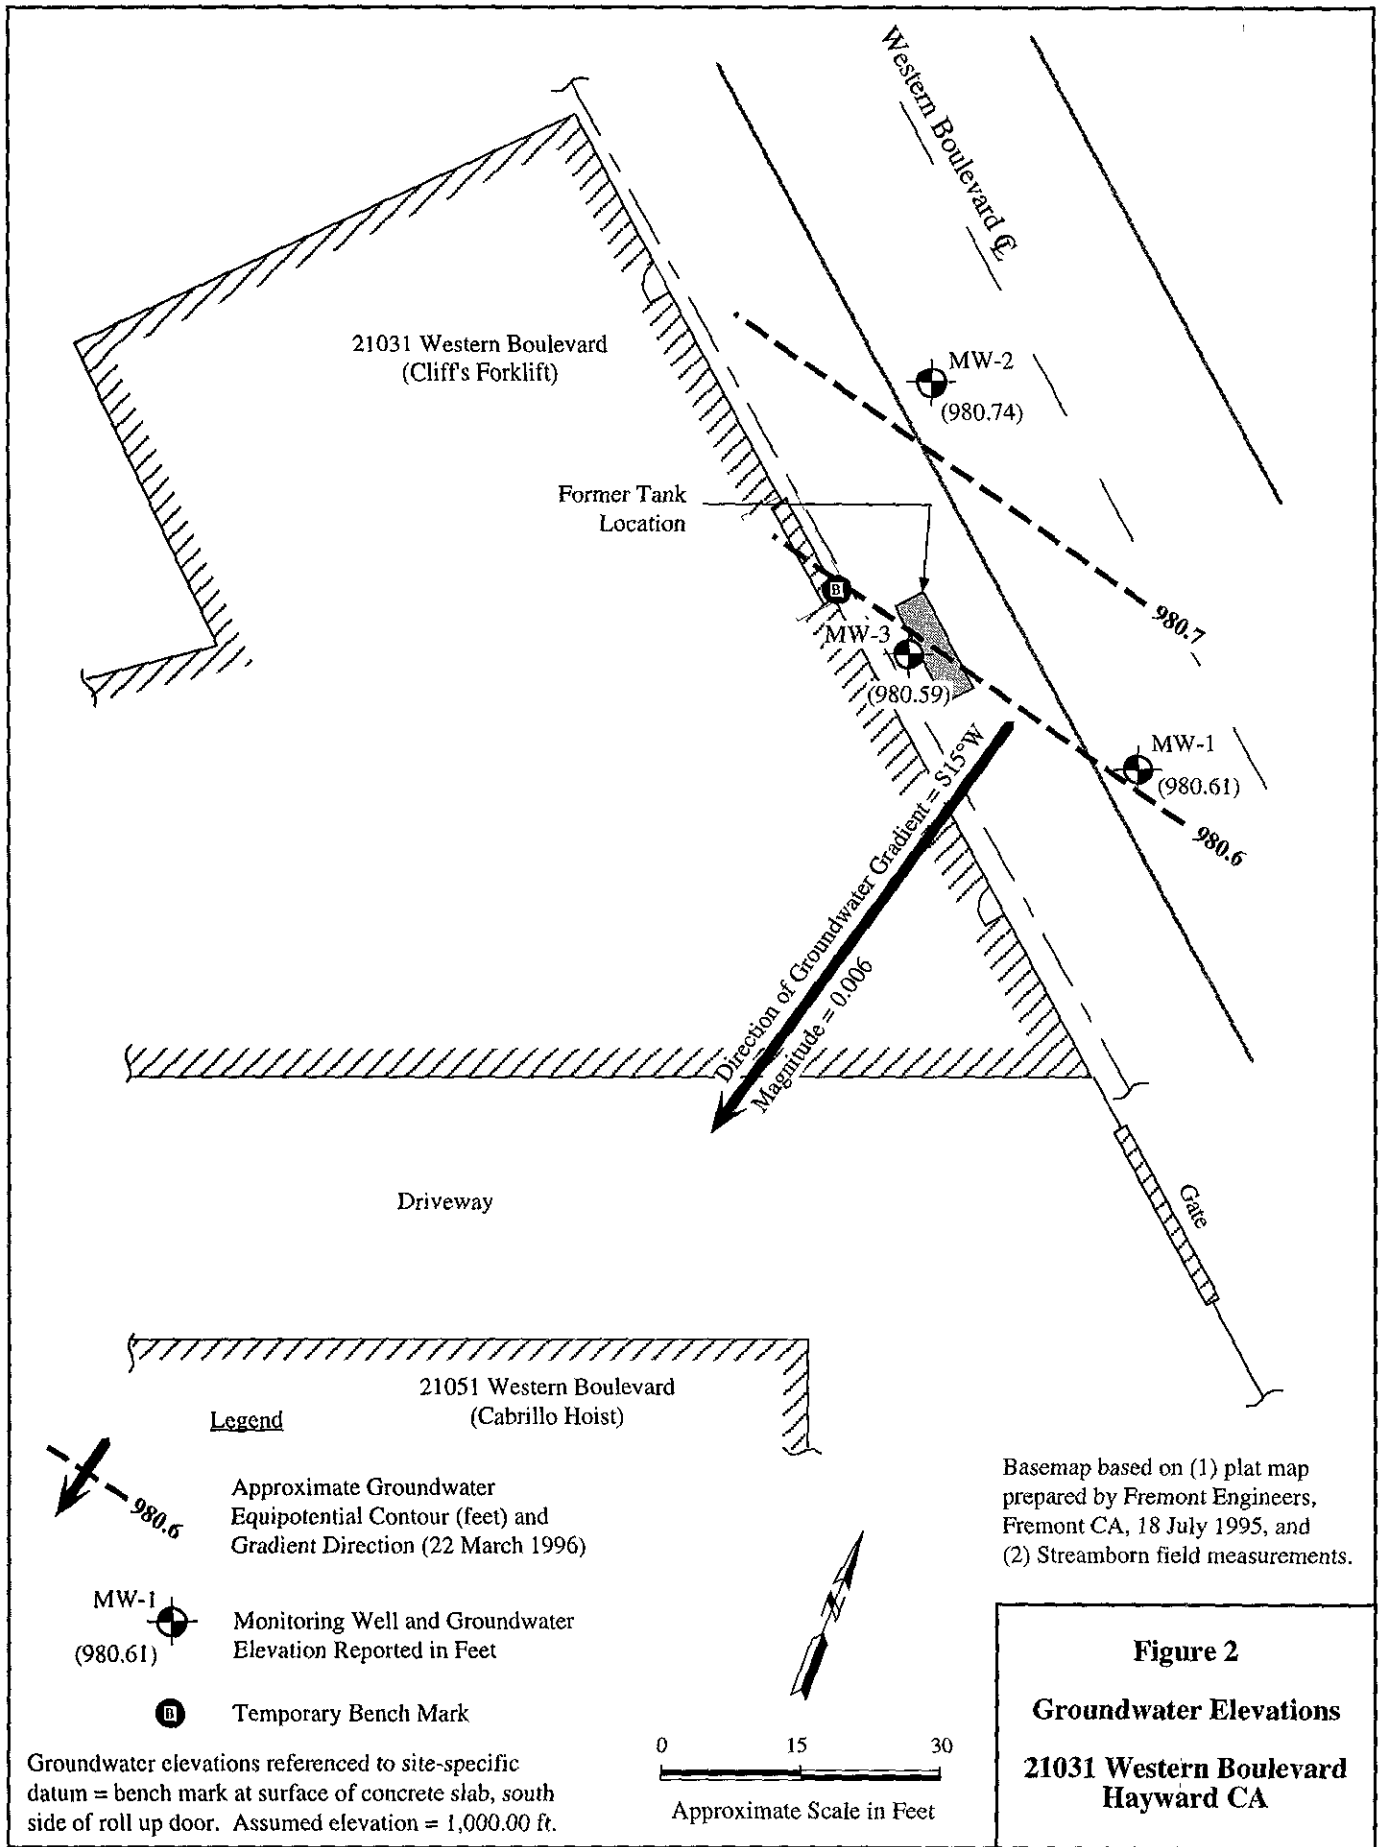 Western Boulevard ℄
21031 Western Boulevard
(Cliff's Forklift)
MW-2
(980.74)
Former Tank
Location
B
980.7
MW-3
(980.59)
MW-1
(980.61)
980.6
Direction of Groundwater Gradient = S15°W
Magnitude = 0.006
Driveway
Gate
21051 Western Boulevard
(Cabrillo Hoist)
Legend
980.6
Approximate Groundwater
Equipotential Contour (feet) and
Gradient Direction (22 March 1996)
MW-1
(980.61)
Monitoring Well and Groundwater
Elevation Reported in Feet
B
Temporary Bench Mark
Groundwater elevations referenced to site-specific
datum = bench mark at surface of concrete slab, south
side of roll up door. Assumed elevation = 1,000.00 ft.
N
0 15 30
Approximate Scale in Feet
Basemap based on (1) plat map
prepared by Fremont Engineers,
Fremont CA, 18 July 1995, and
(2) Streamborn field measurements.
Figure 2
Groundwater Elevations
21031 Western Boulevard
Hayward CA